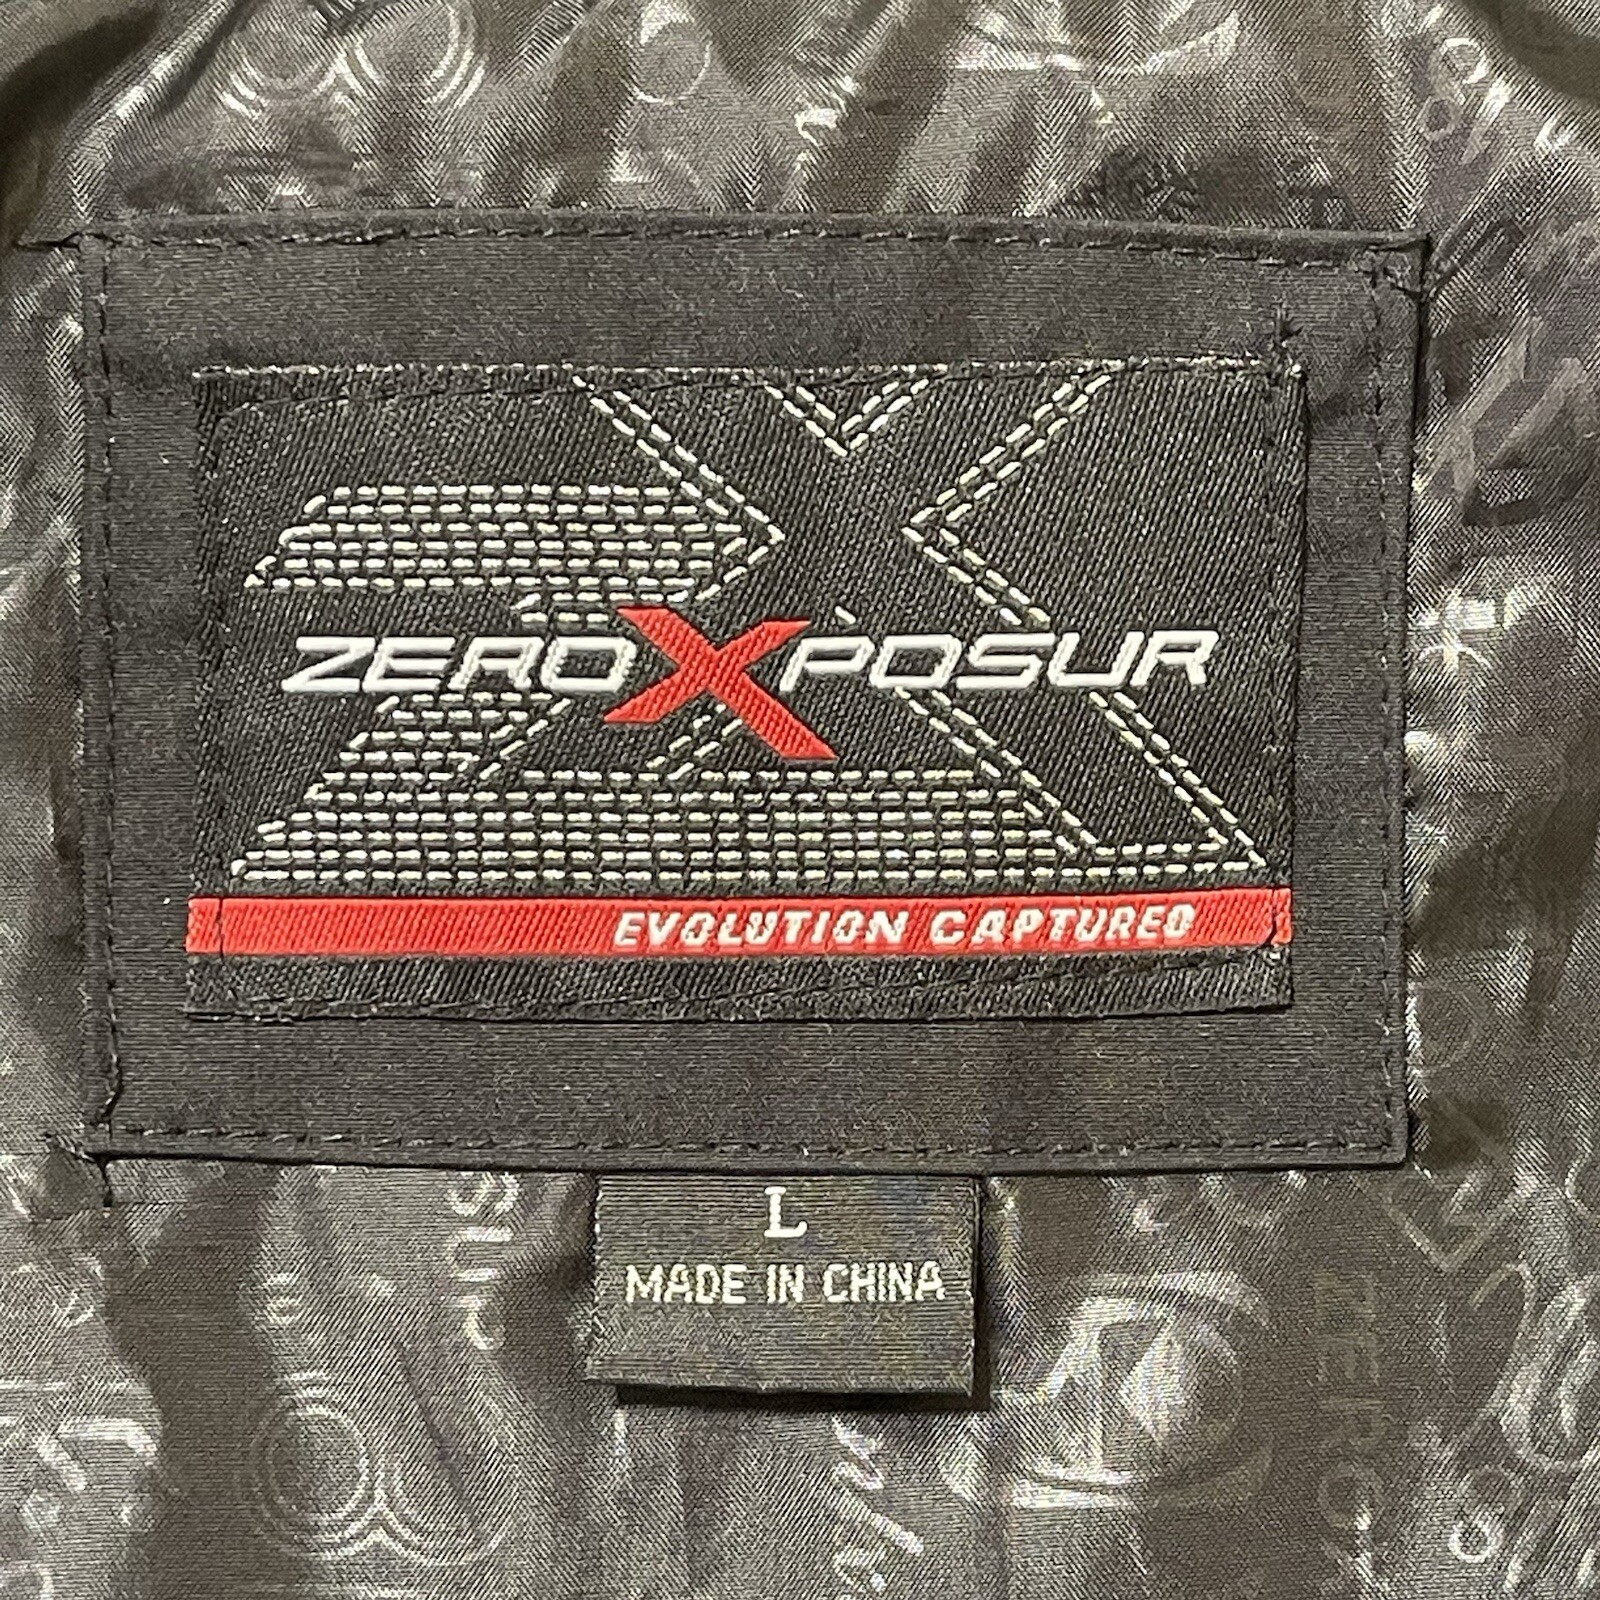 ZEROXPOSUR
EVOLUTION CAPTURED
L
MADE IN CHINA